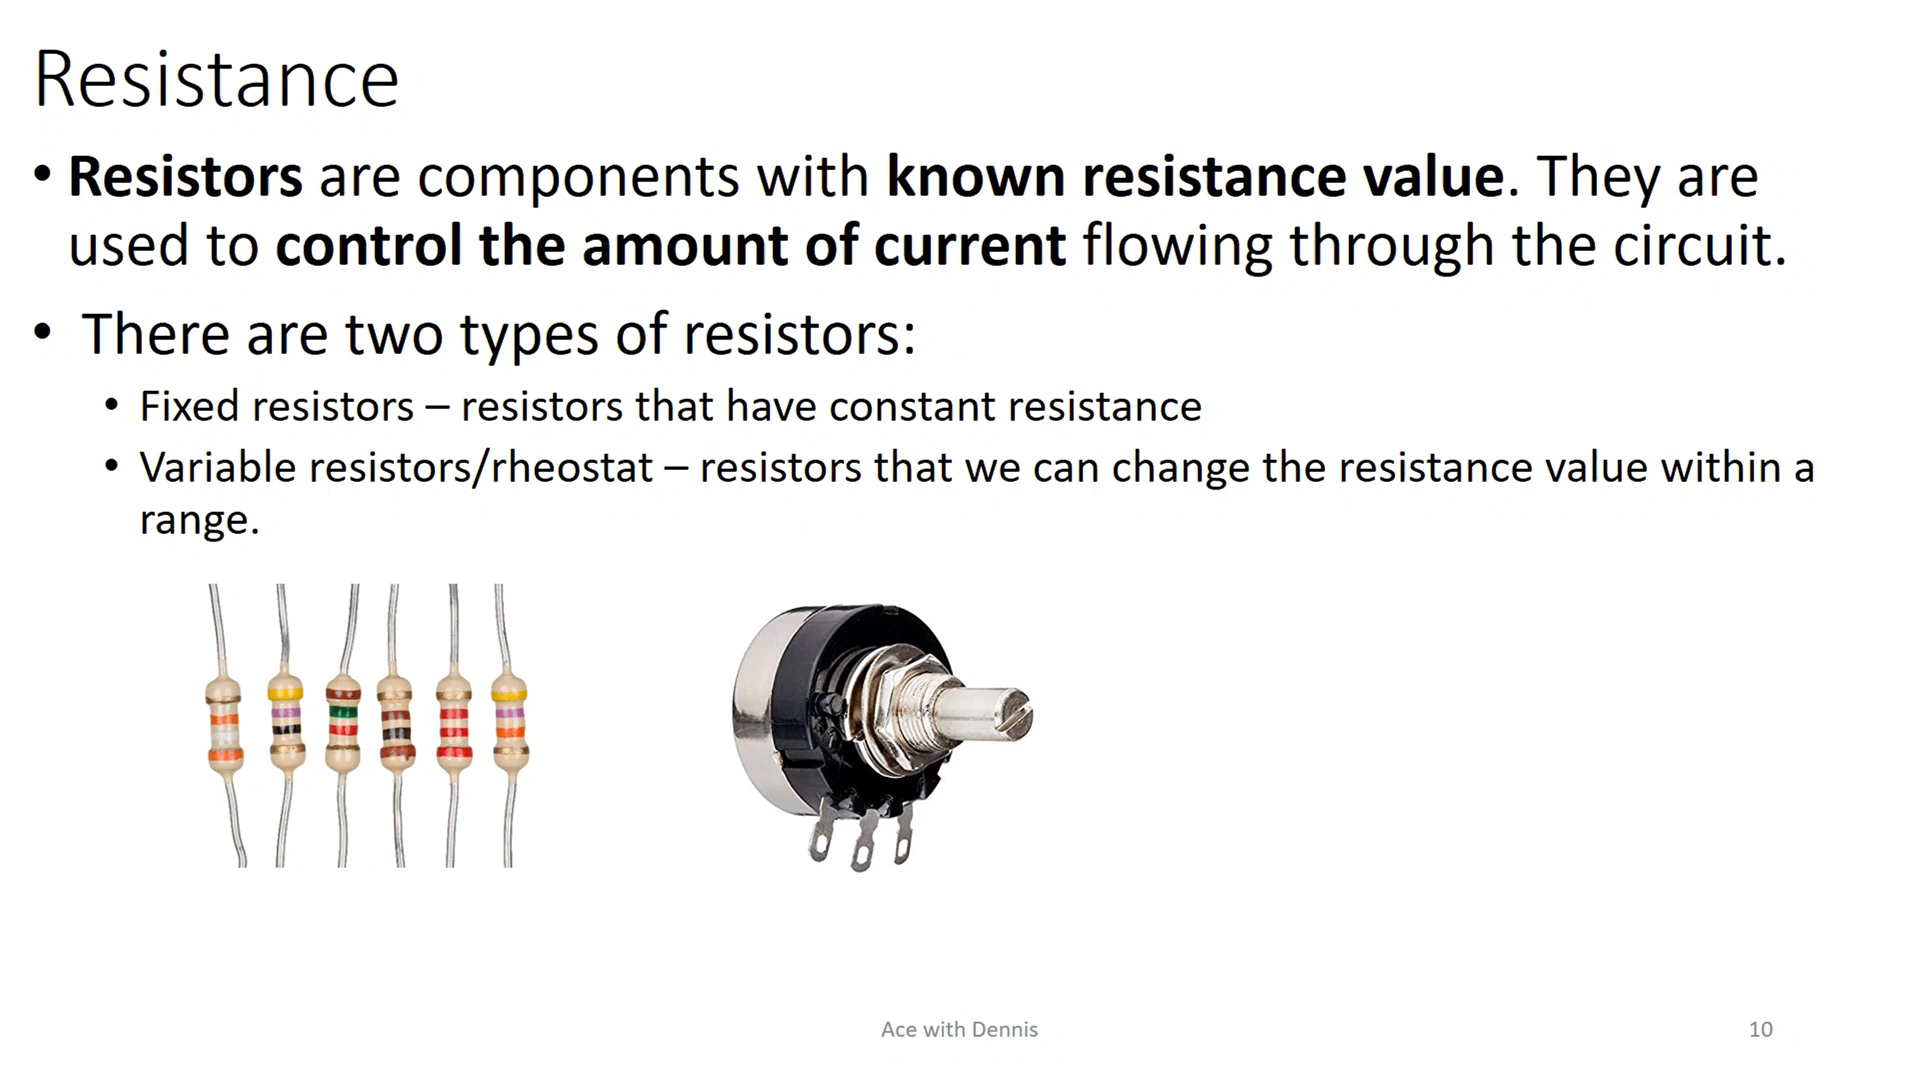 Resistance
• Resistors are components with known resistance value. They are
used to control the amount of current flowing through the circuit.
• There are two types of resistors:
• Fixed resistors – resistors that have constant resistance
• Variable resistors/rheostat – resistors that we can change the resistance value within a
range.
Ace with Dennis
10